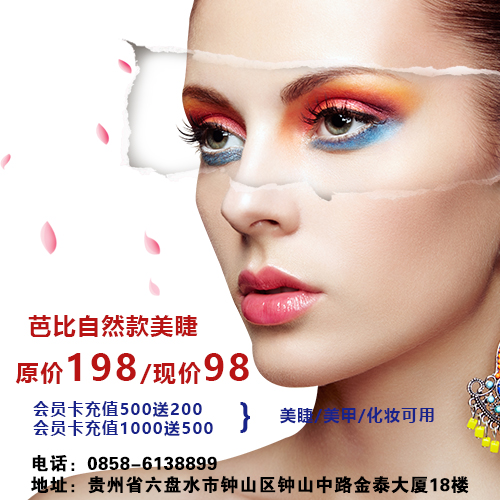 芭比自然款美睫
原价198/现价98
会员卡充值500送200
会员卡充值1000送500
} 美睫/美甲/化妆可用
电话：0858-6138899
地址：贵州省六盘水市钟山区钟山中路金泰大厦18楼